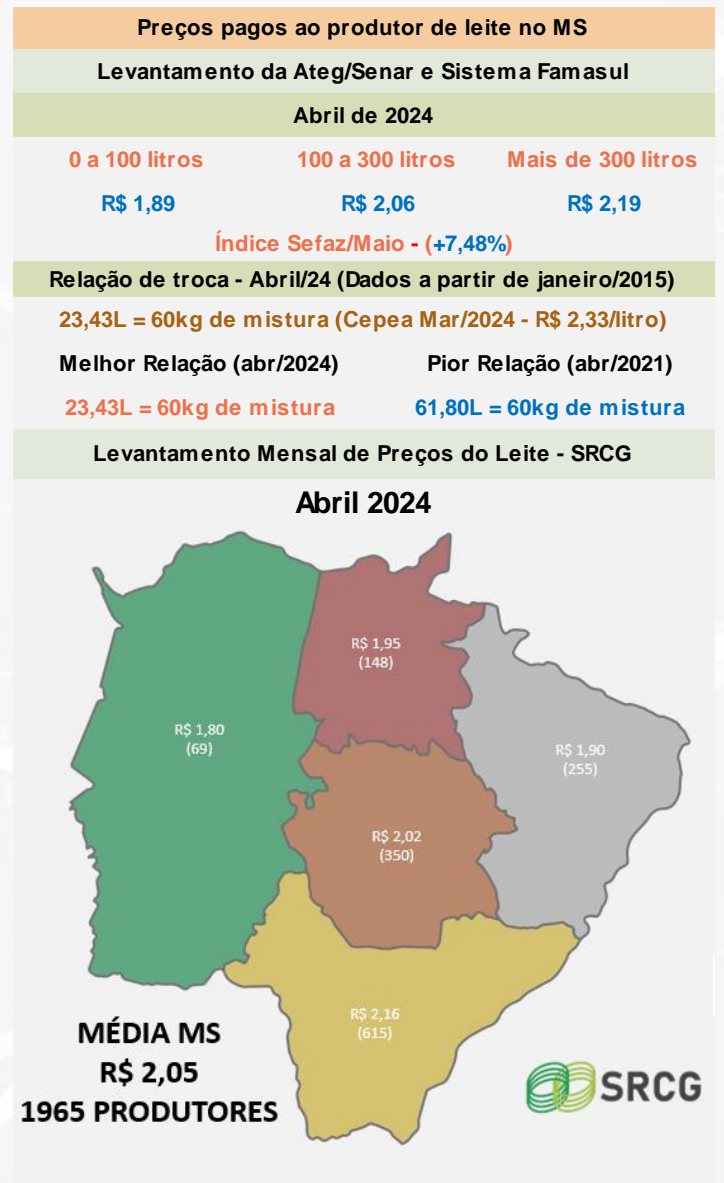 Preços pagos ao produtor de leite no MS
Levantamento da Ateg/Senar e Sistema Famasul
Abril de 2024
0 a 100 litros 100 a 300 litros Mais de 300 litros
R$ 1,89 R$ 2,06 R$ 2,19
Índice Sefaz/Maio - (+7,48%)
Relação de troca - Abril/24 (Dados a partir de janeiro/2015)
23,43L = 60kg de mistura (Cepea Mar/2024 - R$ 2,33/litro)
Melhor Relação (abr/2024) Pior Relação (abr/2021)
23,43L = 60kg de mistura 61,80L = 60kg de mistura
Levantamento Mensal de Preços do Leite - SRCG
Abril 2024
R$ 1,95
(148)
R$ 1,80
(69)
R$ 1,90
(255)
R$ 2,02
(350)
R$ 2,16
(615)
MÉDIA MS
R$ 2,05
1965 PRODUTORES
SRCG